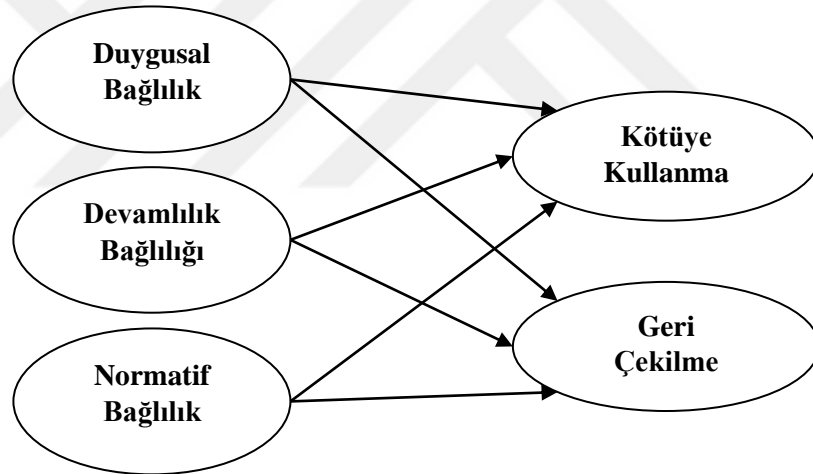 Duygusal
Bağlılık
Devamlılık
Bağlılığı
Normatif
Bağlılık
Kötüye
Kullanma
Geri
Çekilme